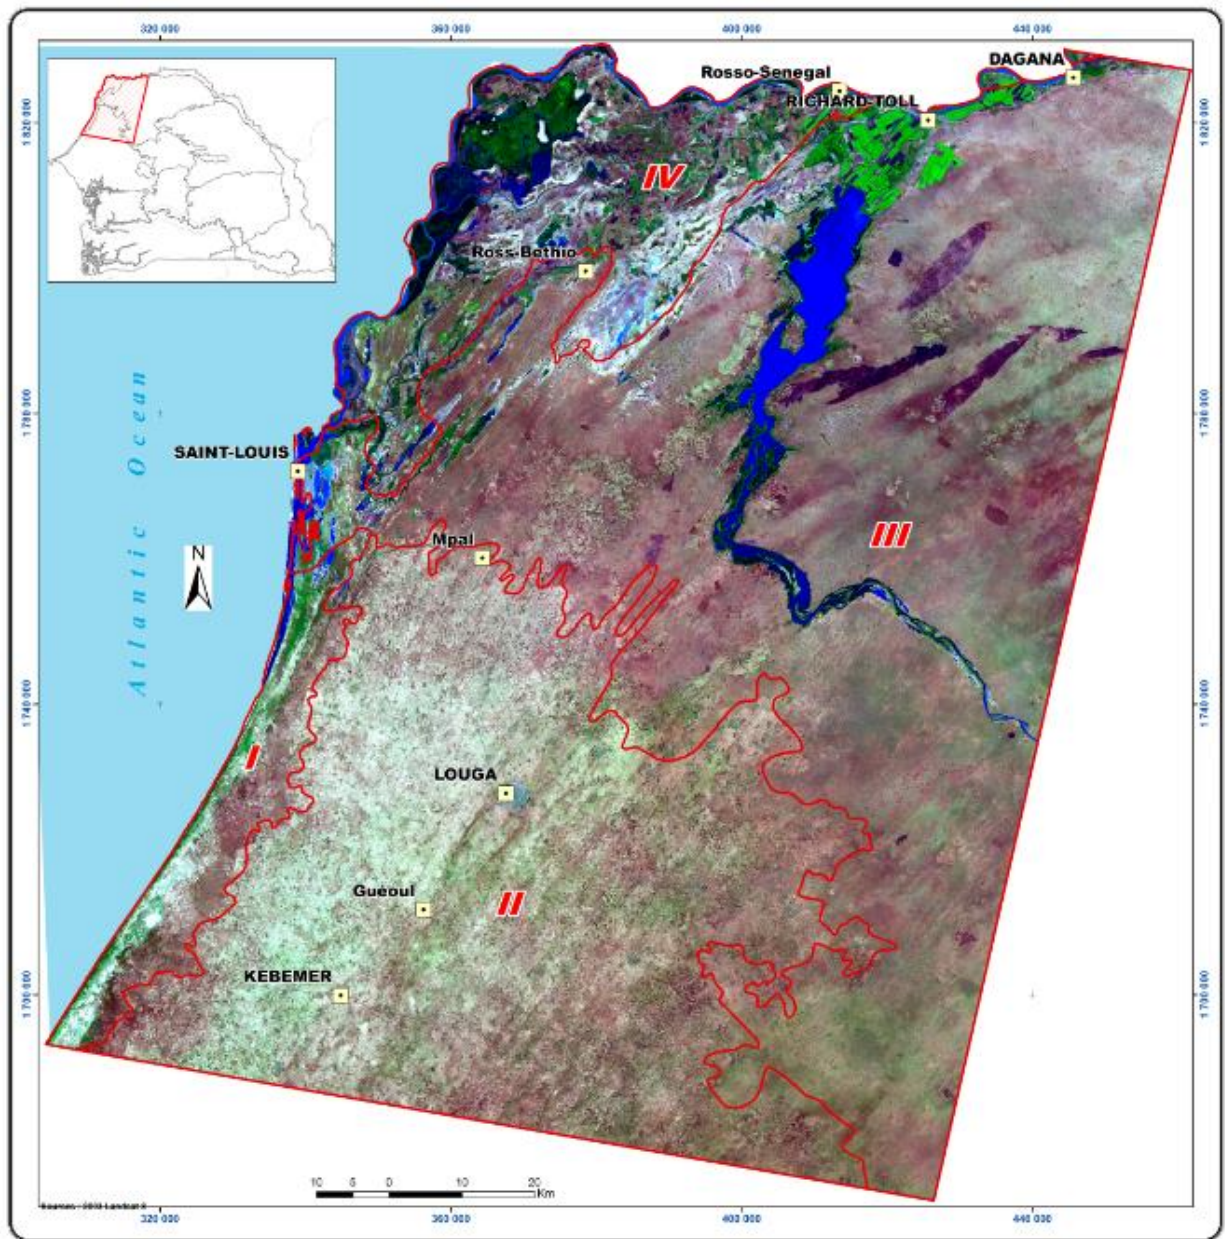 320 000 360 000 400 000 440 000
DAGANA
Rosso-Senegal
RICHARD-TOLL
1 820 000 1 820 000
IV
Ross-Bethio
Atlantic Ocean
1 780 000 1 780 000
SAINT-LOUIS
III
N
Mpal
1 740 000 1 740 000
I
LOUGA
Guéoul
II
KEBEMER
1 700 000 1 700 000
10 5 0 10 20
Km
320 000 360 000 400 000 440 000